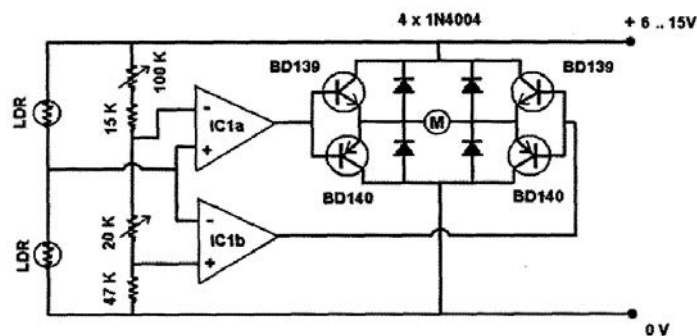 4 x 1N4004
+ 6 .. 15V
BD139
BD139
100 K
15 K
LDR
-
+
IC1a
M
BD140
BD140
20 K
-
+
IC1b
LDR
47 K
0 V